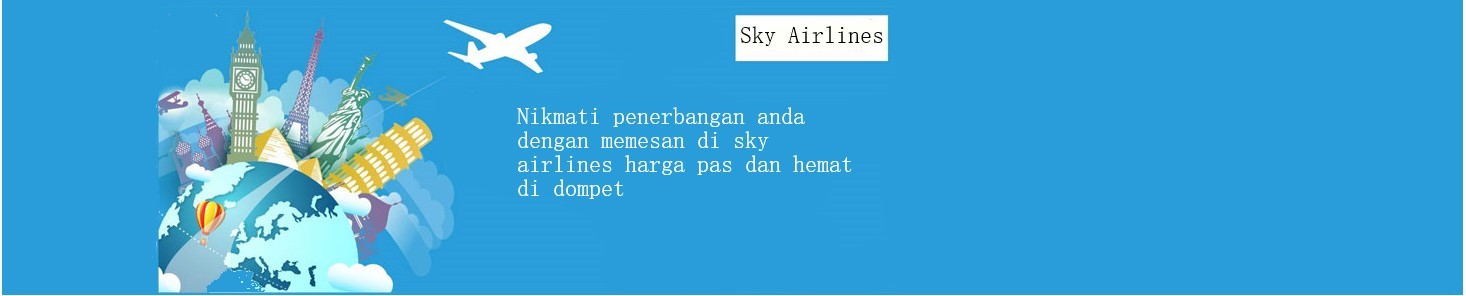 Sky Airlines
Nikmati penerbangan anda
dengan memesan di sky
airlines harga pas dan hemat
di dompet